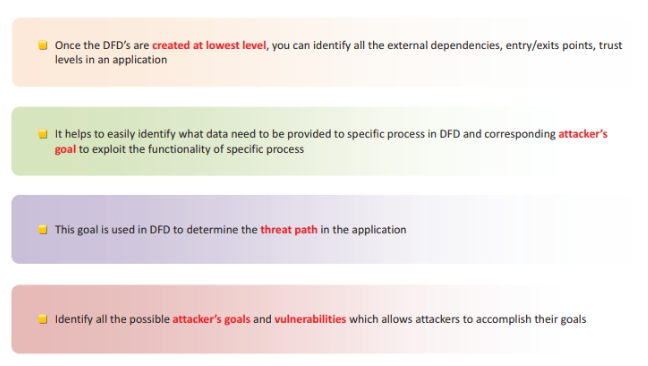 Once the DFD's are created at lowest level, you can identify all the external dependencies, entry/exits points, trust
levels in an application
It helps to easily identify what data need to be provided to specific process in DFD and corresponding attacker's
goal to exploit the functionality of specific process
This goal is used in DFD to determine the threat path in the application
Identify all the possible attacker's goals and vulnerabilities which allows attackers to accomplish their goals